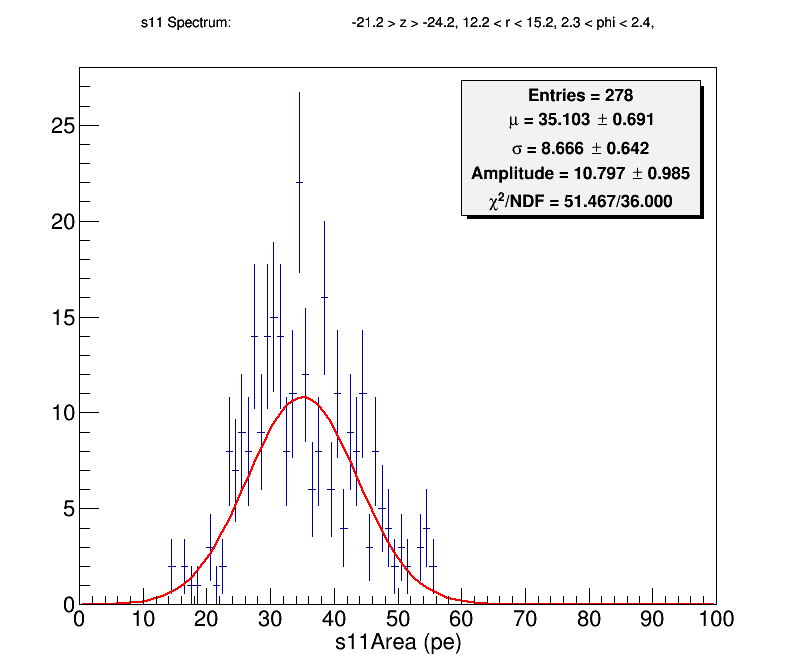 s11 Spectrum: -21.2 > z > -24.2, 12.2 < r < 15.2, 2.3 < phi < 2.4,
Entries = 278
μ = 35.103 ± 0.691
σ = 8.666 ± 0.642
Amplitude = 10.797 ± 0.985
χ²/NDF = 51.467/36.000
25
20
15
10
5
0
0 10 20 30 40 50 60 70 80 90 100
s11Area (pe)